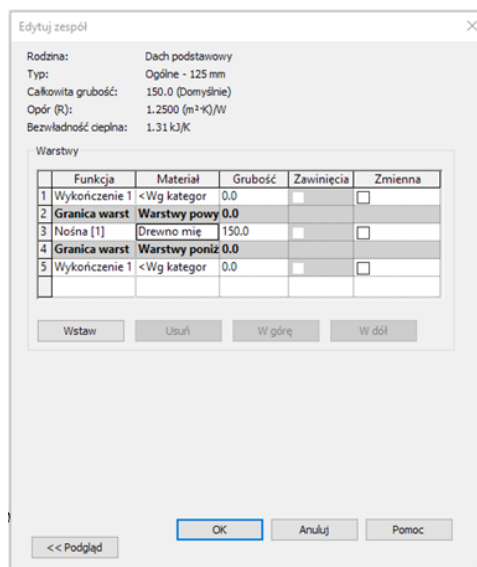 Edytuj zespół
Rodzina: Dach podstawowy
Typ: Ogólne - 125 mm
Całkowita grubość: 150.0 (Domyślnie)
Opór (R): 1.2500 (m²·K)/W
Bezwładność cieplna: 1.31 kJ/K
Warstwy
Funkcja Materiał Grubość Zawinięcia Zmienna
1 Wykończenie 1 <Wg kategor 0.0
2 Granica warst Warstwy powy 0.0
3 Nośna [1] Drewno mię 150.0
4 Granica warst Warstwy poniż 0.0
5 Wykończenie 1 <Wg kategor 0.0
Wstaw Usuń W górę W dół
OK Anuluj Pomoc
<< Podgląd